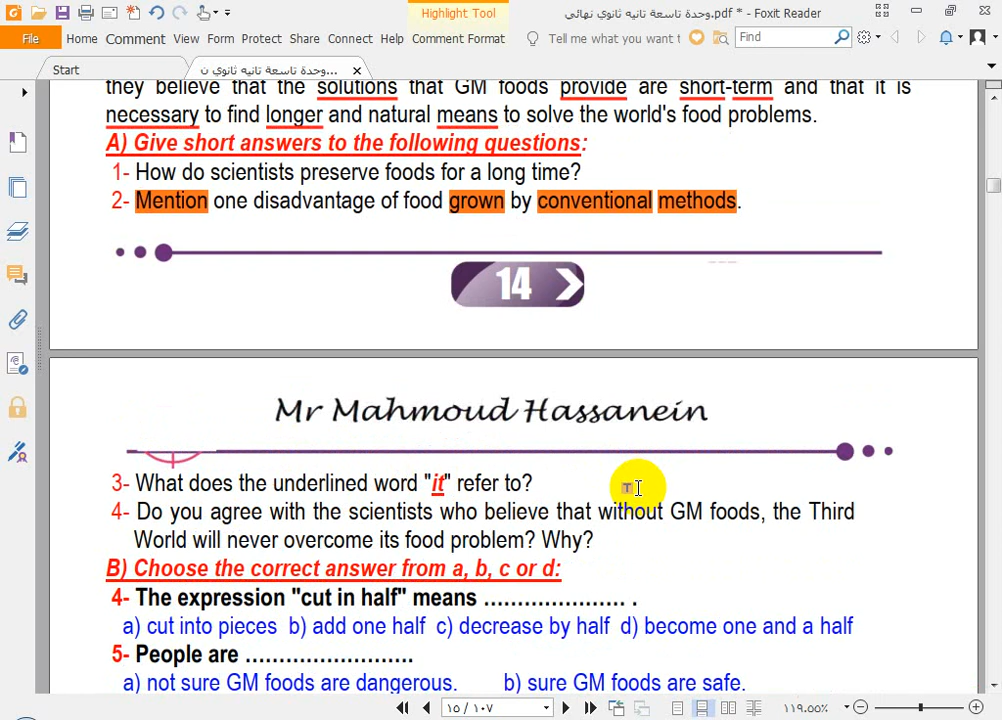 وحدة تاسعة تانيه ثانوي نهائي.pdf * - Foxit Reader
Highlight Tool
File Home Comment View Form Protect Share Connect Help Comment Format Tell me what you want t Find
Start وحدة تاسعة تانيه ثانوي ن...
they believe that the solutions that GM foods provide are short-term and that it is
necessary to find longer and natural means to solve the world's food problems.
A) Give short answers to the following questions:
1- How do scientists preserve foods for a long time?
2- Mention one disadvantage of food grown by conventional methods.
14
Mr Mahmoud Hassanein
3- What does the underlined word "it" refer to?
4- Do you agree with the scientists who believe that without GM foods, the Third
World will never overcome its food problem? Why?
B) Choose the correct answer from a, b, c or d:
4- The expression "cut in half" means ..................... .
a) cut into pieces b) add one half c) decrease by half d) become one and a half
5- People are .........................
a) not sure GM foods are dangerous. b) sure GM foods are safe.
١٥ / ١٠٧ ١١٩.٥٥%